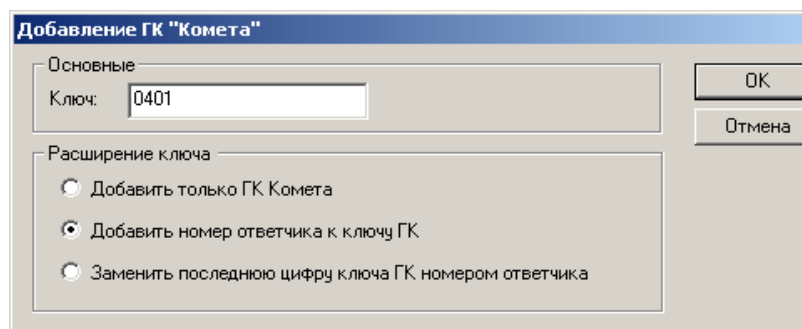 Добавление ГК "Комета"
Основные
Ключ: 0401
OK
Отмена
Расширение ключа
Добавить только ГК Комета
Добавить номер ответчика к ключу ГК
Заменить последнюю цифру ключа ГК номером ответчика